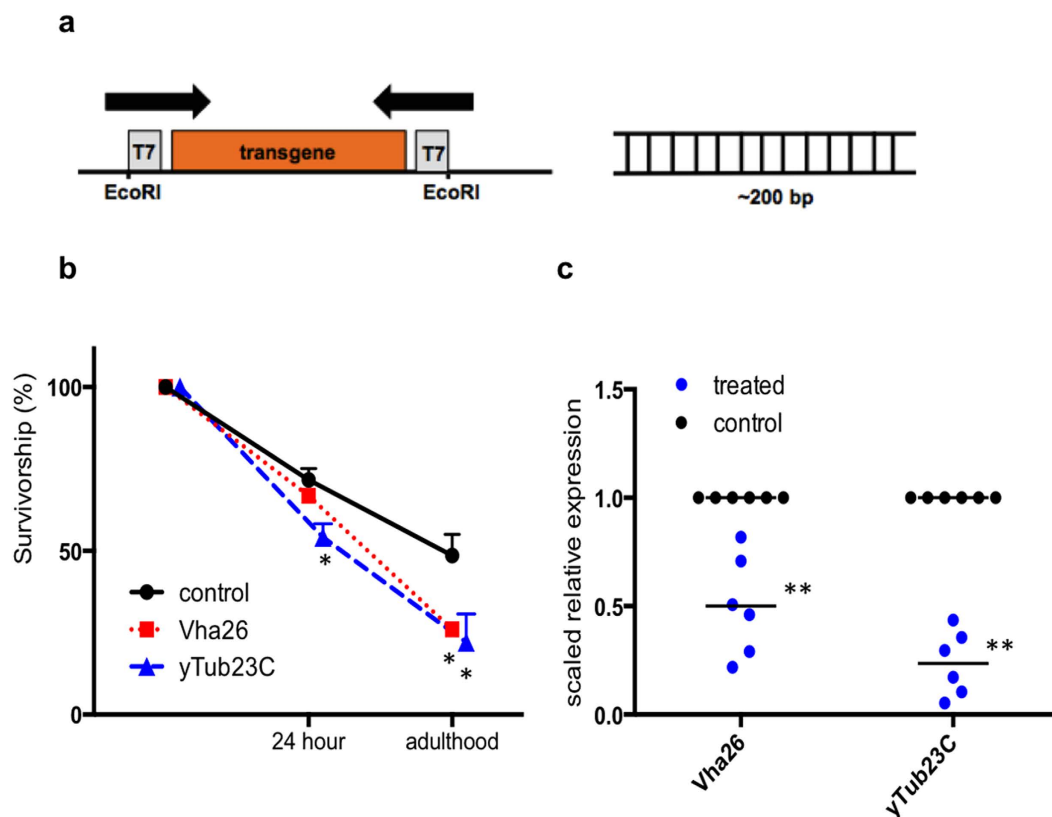 a
T7
transgene
T7
EcoRI
EcoRI
~200 bp
b
Survivorship (%)
100
50
0
control
Vha26
yTub23C
*
*
*
24 hour
adulthood
c
scaled relative expression
1.5
1.0
0.5
0.0
treated
control
**
**
Vha26
yTub23C